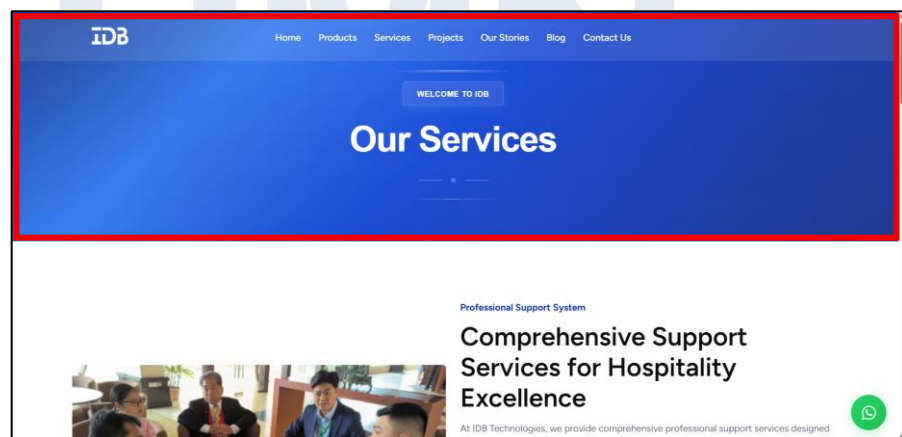 IDB
Home Products Services Projects Our Stories Blog Contact Us
WELCOME TO IDB
Our Services
Professional Support System
Comprehensive Support
Services for Hospitality
Excellence
At IDB Technologies, we provide comprehensive professional support services designed